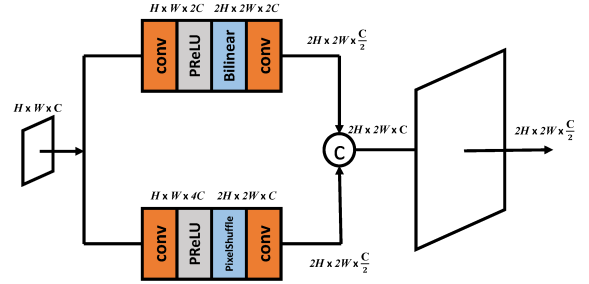 H x W x 2C 2H x 2W x 2C
conv PReLU Bilinear conv
2H x 2W x C/2
H x W x C
C
2H x 2W x C
2H x 2W x C/2
H x W x 4C 2H x 2W x C
conv PReLU PixelShuffle conv
2H x 2W x C/2